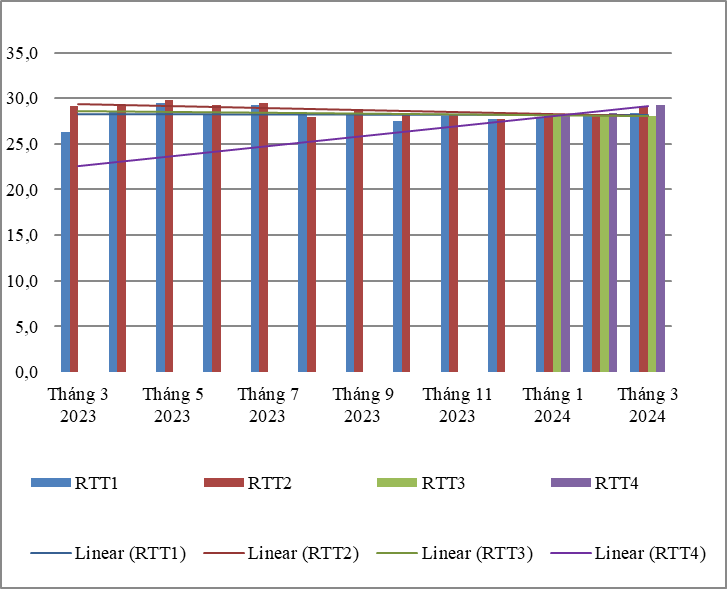 35,0
30,0
25,0
20,0
15,0
10,0
5,0
0,0
Tháng 3 Tháng 5 Tháng 7 Tháng 9 Tháng 11 Tháng 1 Tháng 3
2023 2023 2023 2023 2023 2024 2024
RTT1 RTT2 RTT3 RTT4
Linear (RTT1) Linear (RTT2) Linear (RTT3) Linear (RTT4)